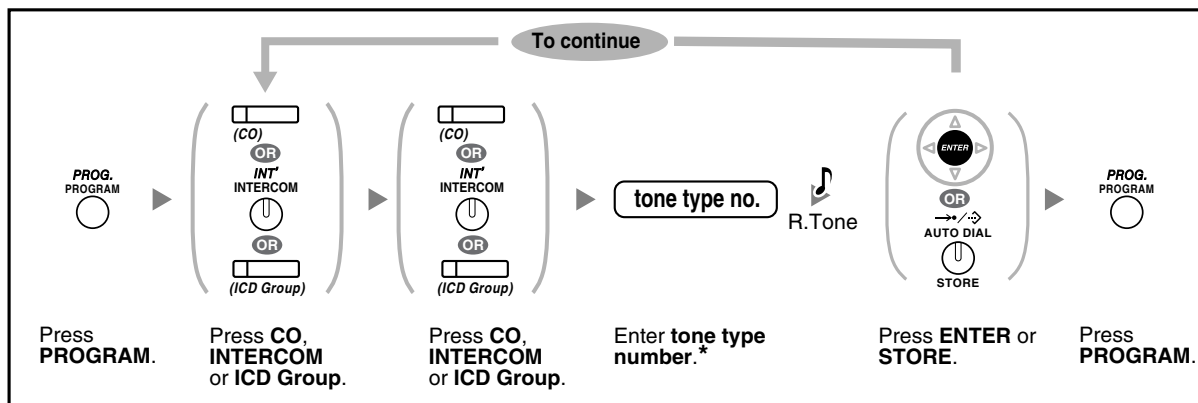 To continue
PROG.
PROGRAM
(CO)
OR
INT'
INTERCOM
OR
(ICD Group)
(CO)
OR
INT'
INTERCOM
OR
(ICD Group)
tone type no.
R.Tone
ENTER
OR
AUTO DIAL
STORE
PROG.
PROGRAM
Press
PROGRAM.
Press CO,
INTERCOM
or ICD Group.
Press CO,
INTERCOM
or ICD Group.
Enter tone type
number.*
Press ENTER or
STORE.
Press
PROGRAM.